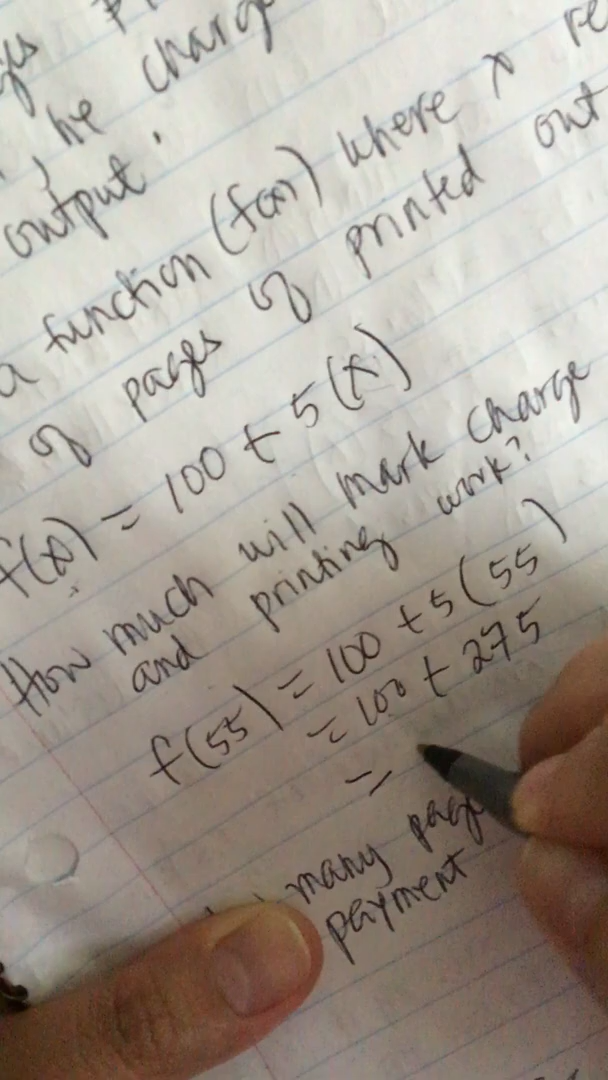 , he charge
output.
a function (f(x)) where x re
of pages of printed out
f(x) = 100 + 5(x)
How much will mark charge
and printing work?
f(55) = 100 + 5(55)
= 100 + 275
=
many page
payment